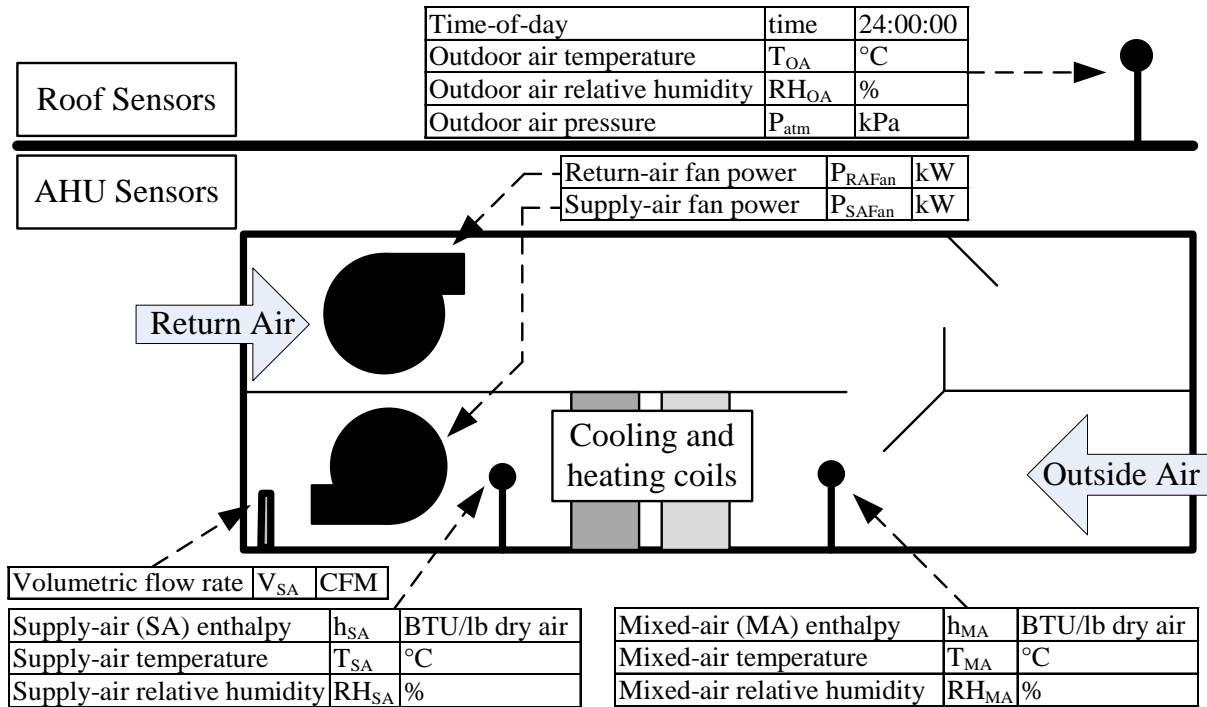 Time-of-day time 24:00:00
Outdoor air temperature T_OA °C
Outdoor air relative humidity RH_OA %
Outdoor air pressure P_atm kPa
Roof Sensors
AHU Sensors
Return-air fan power P_RAFan kW
Supply-air fan power P_SAFan kW
Return Air
Cooling and
heating coils
Outside Air
Volumetric flow rate V_SA CFM
Supply-air (SA) enthalpy h_SA BTU/lb dry air
Supply-air temperature T_SA °C
Supply-air relative humidity RH_SA %
Mixed-air (MA) enthalpy h_MA BTU/lb dry air
Mixed-air temperature T_MA °C
Mixed-air relative humidity RH_MA %